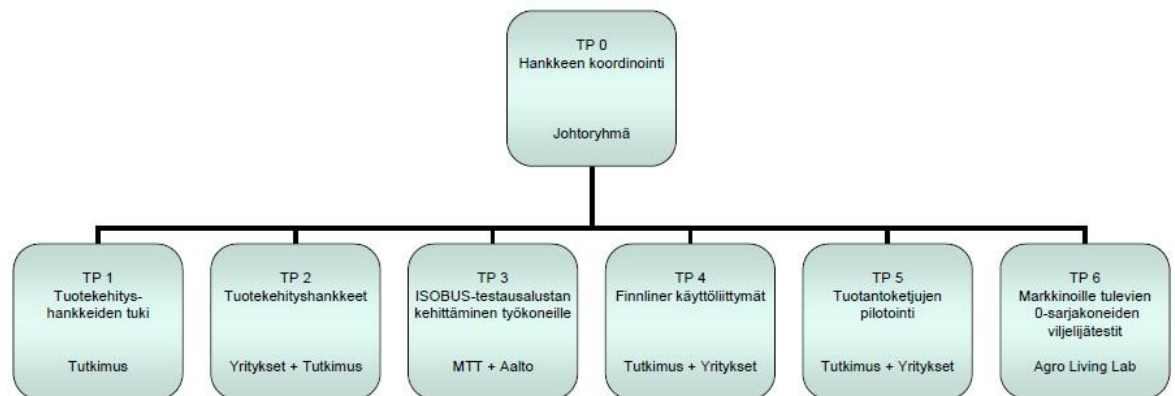 TP 0
Hankkeen koordinointi
Johtoryhmä
TP 1
Tuotekehitys-
hankkeiden tuki
Tutkimus
TP 2
Tuotekehityshankkeet
Yritykset + Tutkimus
TP 3
ISOBUS-testausalustan
kehittäminen työkoneille
MTT + Aalto
TP 4
Finnliner käyttöliittymät
Tutkimus + Yritykset
TP 5
Tuotantoketjujen
pilotointi
Tutkimus + Yritykset
TP 6
Markkinoille tulevien
0-sarjakoneiden
viljelijätestit
Agro Living Lab